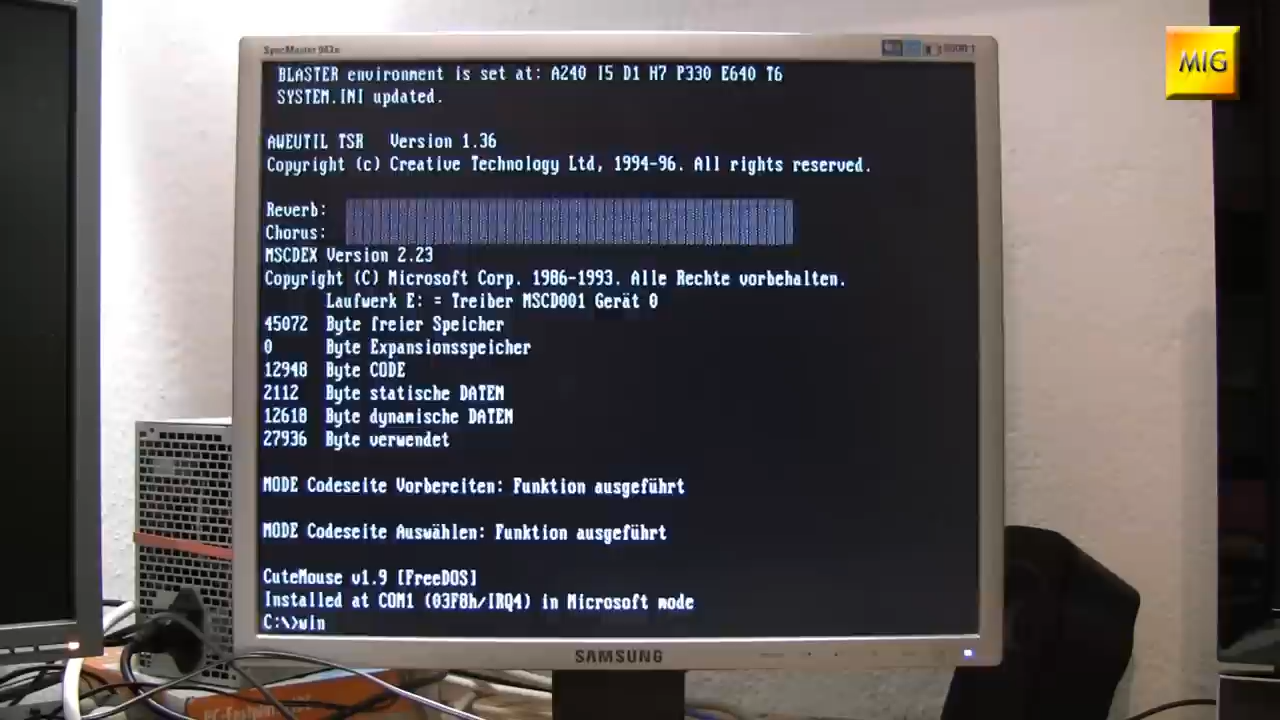 SyncMaster 943n
MIG
BLASTER environment is set at: A240 I5 D1 H7 P330 E640 T6
SYSTEM.INI updated.
AWEUTIL TSR Version 1.36
Copyright (c) Creative Technology Ltd, 1994-96. All rights reserved.
Reverb:
Chorus:
MSCDEX Version 2.23
Copyright (C) Microsoft Corp. 1986-1993. Alle Rechte vorbehalten.
Laufwerk E: = Treiber MSCD001 Gerät 0
45072 Byte freier Speicher
0 Byte Expansionsspeicher
12948 Byte CODE
2112 Byte statische DATEN
12618 Byte dynamische DATEN
27936 Byte verwendet
MODE Codeseite Vorbereiten: Funktion ausgeführt
MODE Codeseite Auswählen: Funktion ausgeführt
CuteMouse v1.9 [FreeDOS]
Installed at COM1 (03F8h/IRQ4) in Microsoft mode
C:\>win
SAMSUNG